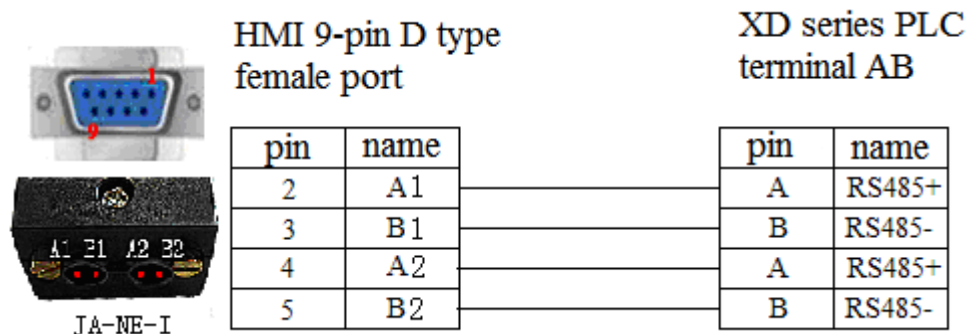 HMI 9-pin D type
female port
XD series PLC
terminal AB
1
9
A1 B1 A2 B2
JA-NE-I
pin name
2 A1
3 B1
4 A2
5 B2
pin name
A RS485+
B RS485-
A RS485+
B RS485-